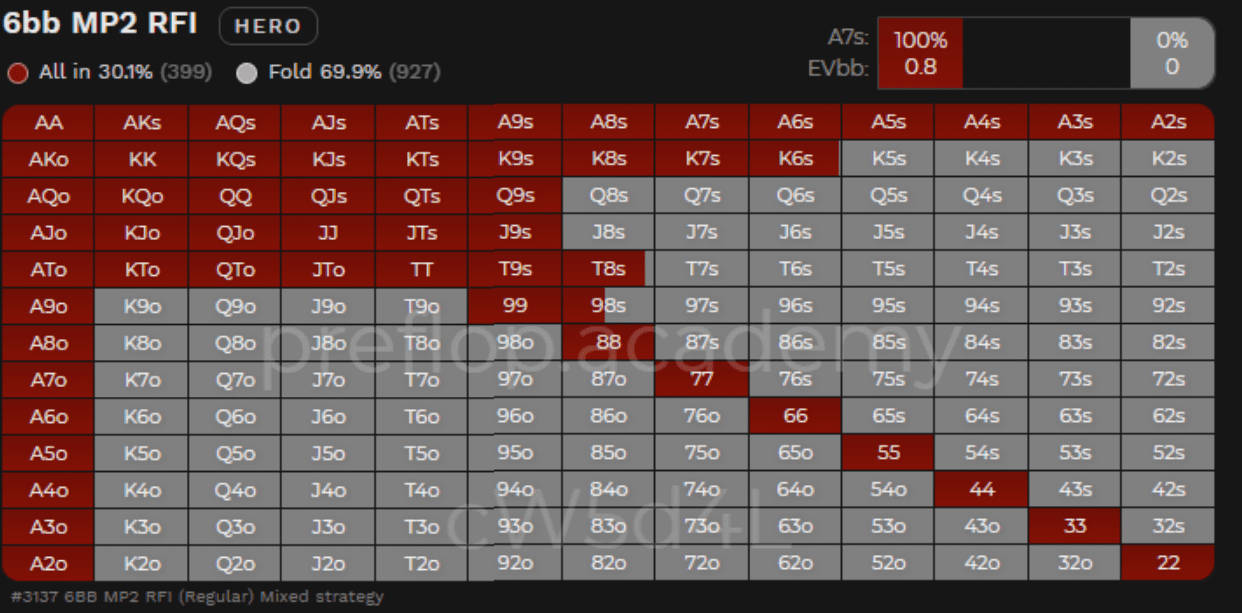 6bb MP2 RFI HERO
A7s: 100% 0%
All in 30.1% (399) Fold 69.9% (927) EVbb: 0.8 0
AA AKs AQs AJs ATs A9s A8s A7s A6s A5s A4s A3s A2s
AKo KK KQs KJs KTs K9s K8s K7s K6s K5s K4s K3s K2s
AQo KQo QQ QJs QTs Q9s Q8s Q7s Q6s Q5s Q4s Q3s Q2s
AJo KJo QJo JJ JTs J9s J8s J7s J6s J5s J4s J3s J2s
ATo KTo QTo JTo TT T9s T8s T7s T6s T5s T4s T3s T2s
A9o K9o Q9o J9o T9o 99 98s 97s 96s 95s 94s 93s 92s
preflop.academy
A8o K8o Q8o J8o T8o 98o 88 87s 86s 85s 84s 83s 82s
A7o K7o Q7o J7o T7o 97o 87o 77 76s 75s 74s 73s 72s
A6o K6o Q6o J6o T6o 96o 86o 76o 66 65s 64s 63s 62s
A5o K5o Q5o J5o T5o 95o 85o 75o 65o 55 54s 53s 52s
A4o K4o Q4o J4o T4o 94o 84o 74o 64o 54o 44 43s 42s
cW5d4L
A3o K3o Q3o J3o T3o 93o 83o 73o 63o 53o 43o 33 32s
A2o K2o Q2o J2o T2o 92o 82o 72o 62o 52o 42o 32o 22
#3137 6BB MP2 RFI (Regular) Mixed strategy